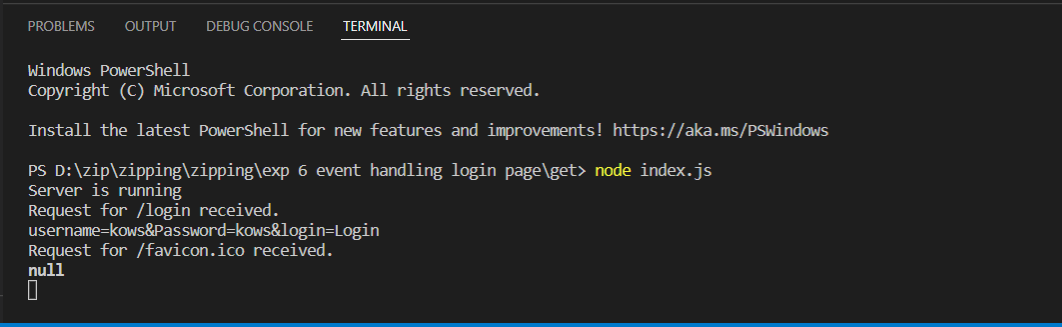 PROBLEMS OUTPUT DEBUG CONSOLE TERMINAL
Windows PowerShell
Copyright (C) Microsoft Corporation. All rights reserved.
Install the latest PowerShell for new features and improvements! https://aka.ms/PSWindows
PS D:\zip\zipping\zipping\exp 6 event handling login page\get> node index.js
Server is running
Request for /login received.
username=kows&Password=kows&login=Login
Request for /favicon.ico received.
null